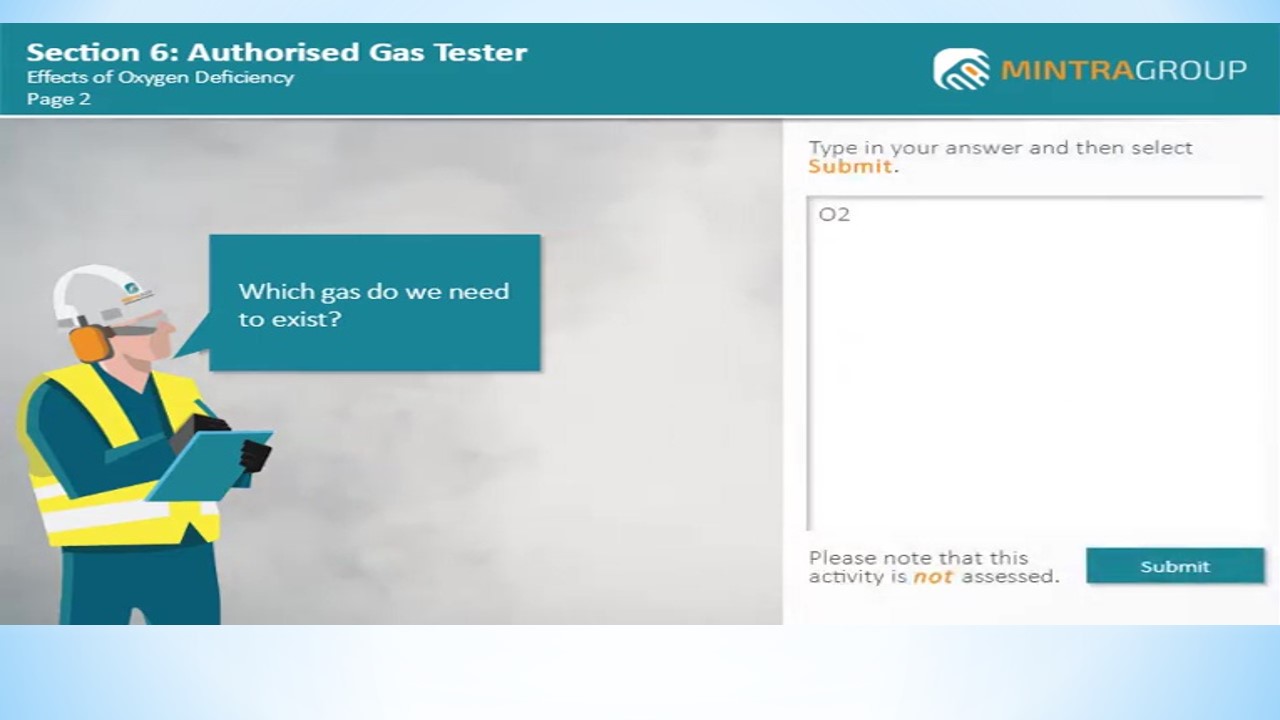 Section 6: Authorised Gas Tester
Effects of Oxygen Deficiency
Page 2
MINTRAGROUP
Type in your answer and then select
Submit.
O2
Which gas do we need
to exist?
Please note that this
activity is not assessed.
Submit